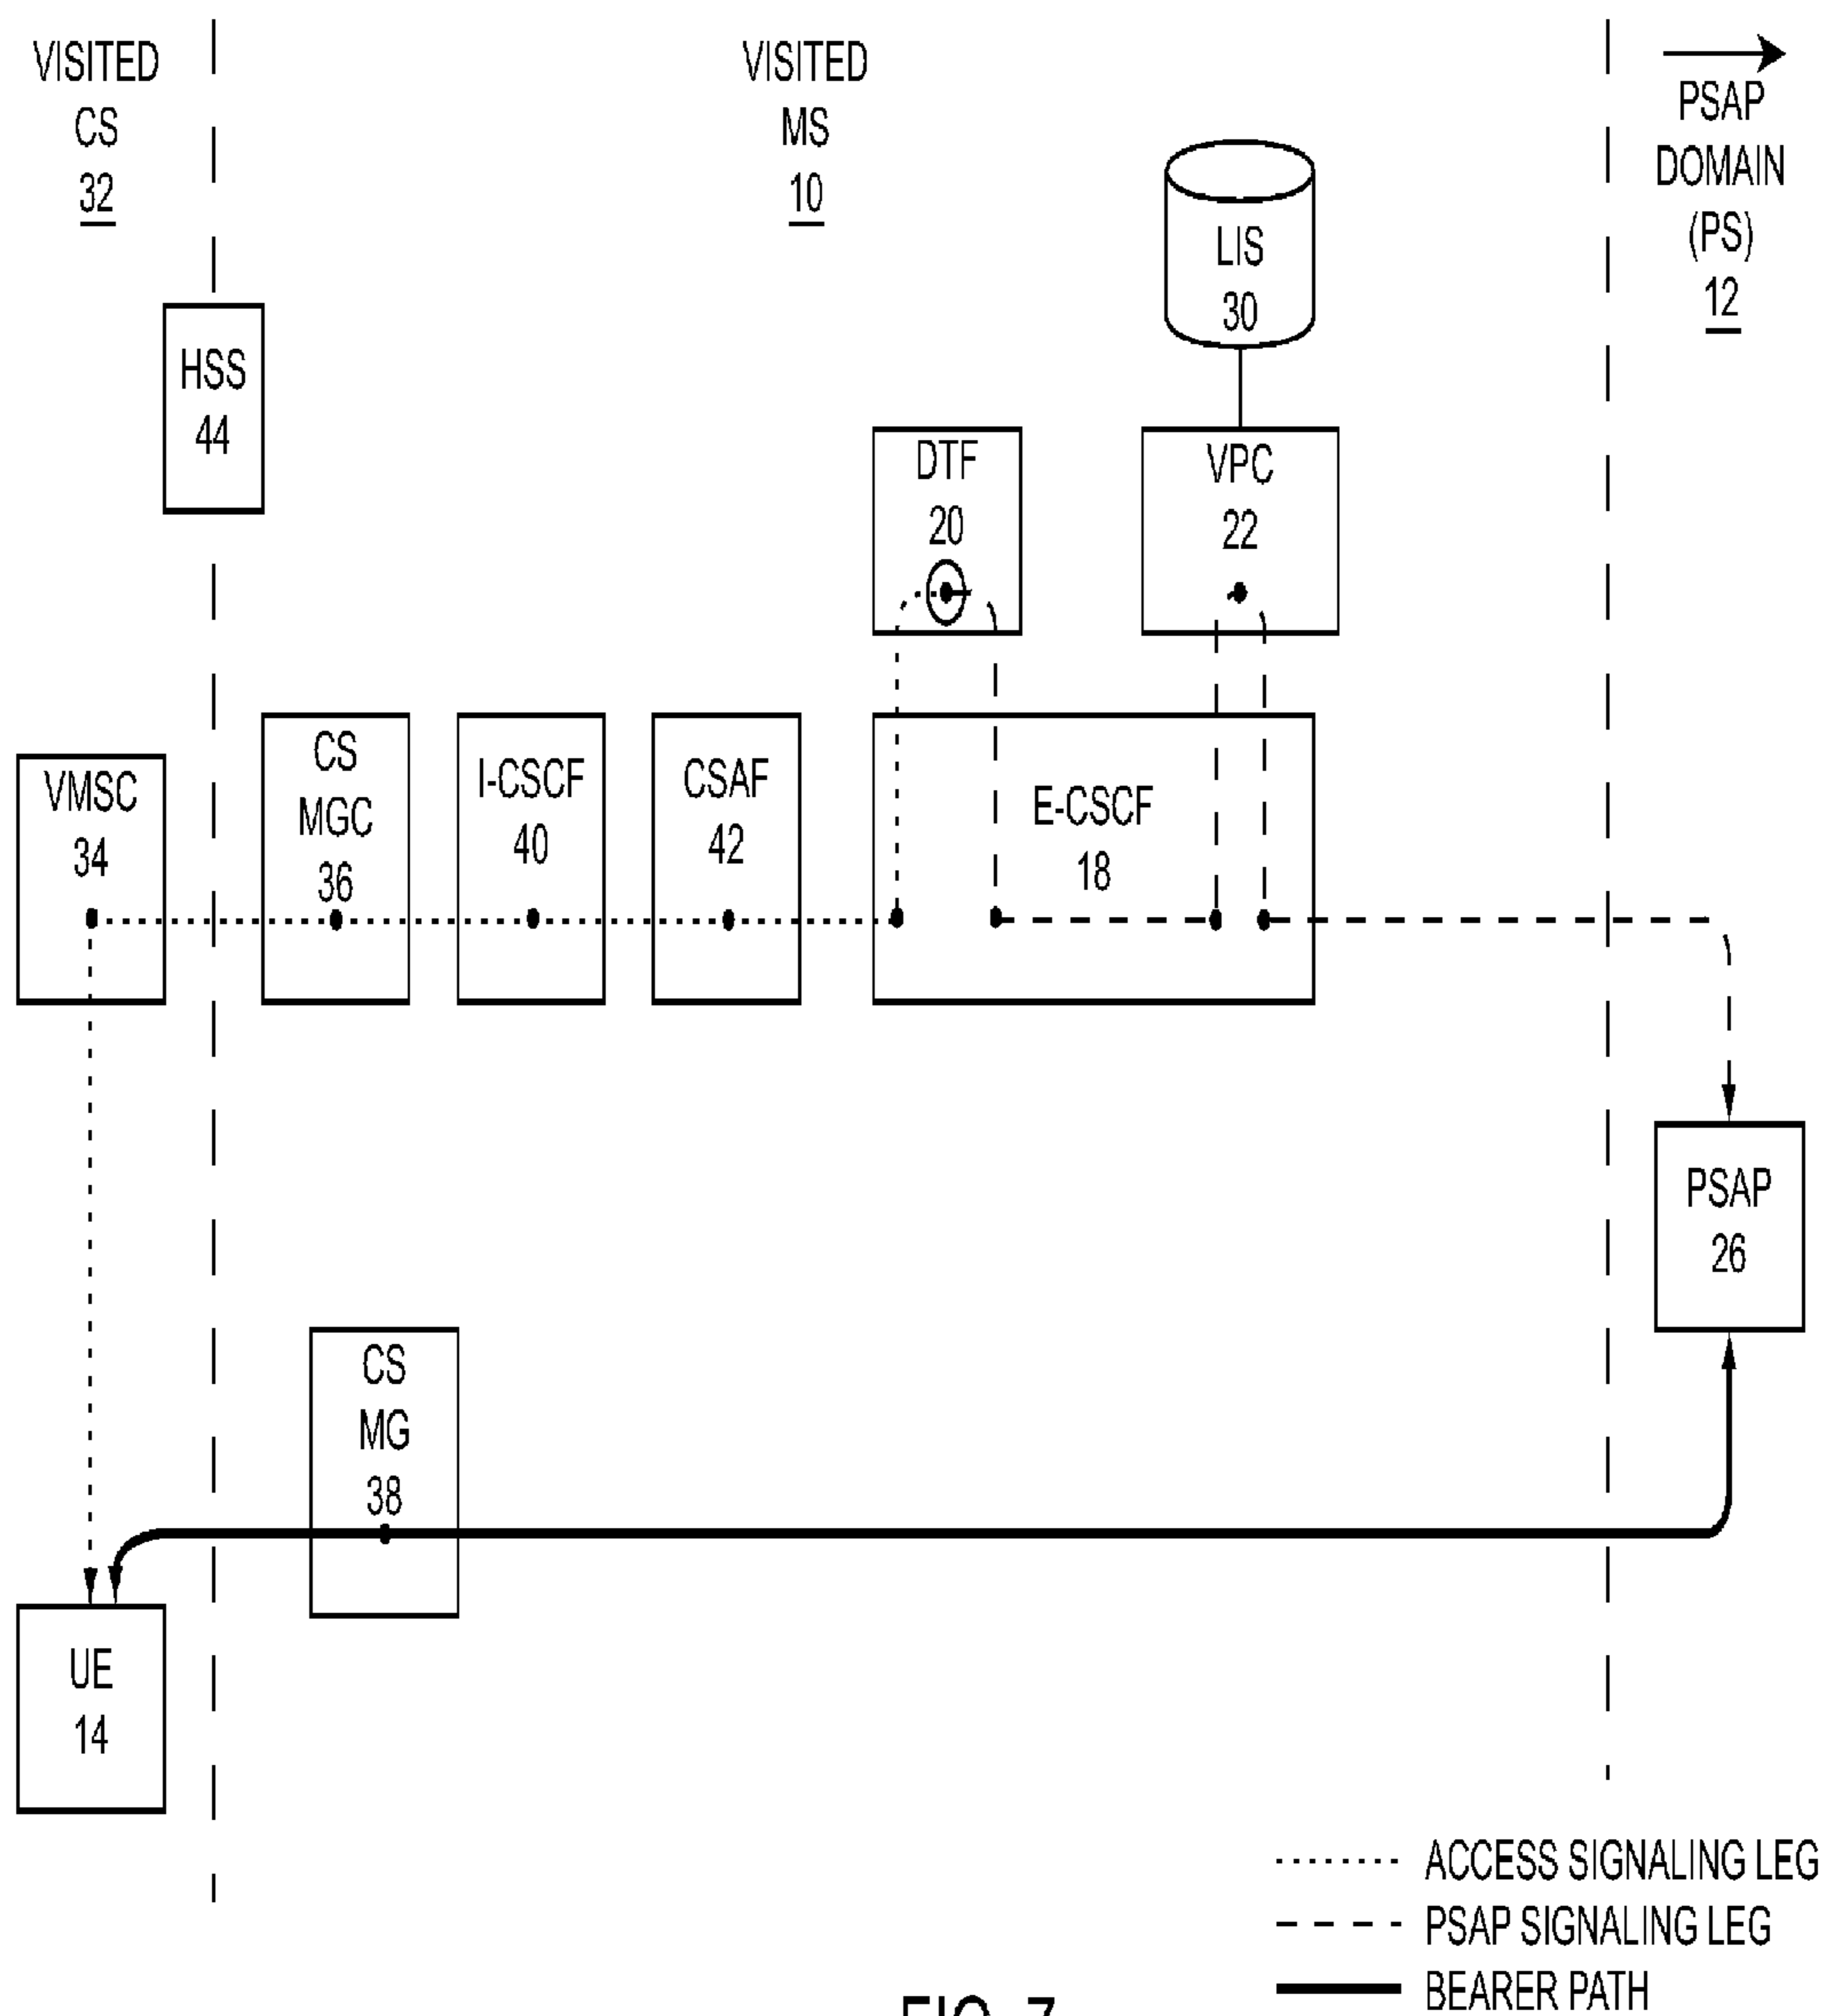 VISITED
CS
32
VISITED
MS
10
PSAP
DOMAIN
(PS)
12
LIS
30
HSS
44
DTF
20
VPC
22
VMSC
34
CS
MGC
36
I-CSCF
40
CSAF
42
E-CSCF
18
PSAP
26
CS
MG
38
UE
14
ACCESS SIGNALING LEG
PSAP SIGNALING LEG
BEARER PATH
FIG. 7